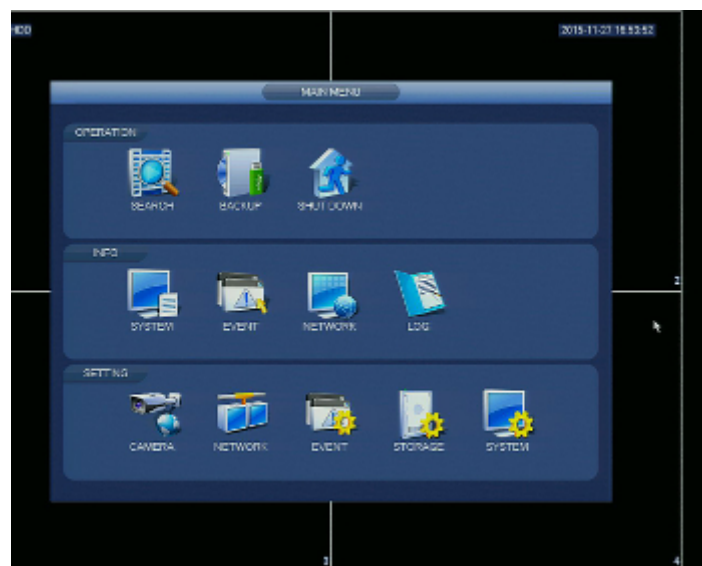 HDD
2015-11-27 16:53:52
MAIN MENU
OPERATION
SEARCH BACKUP SHUTDOWN
INFO
SYSTEM EVENT NETWORK LOG
2
SETTING
CAMERA NETWORK EVENT STORAGE SYSTEM
3 4